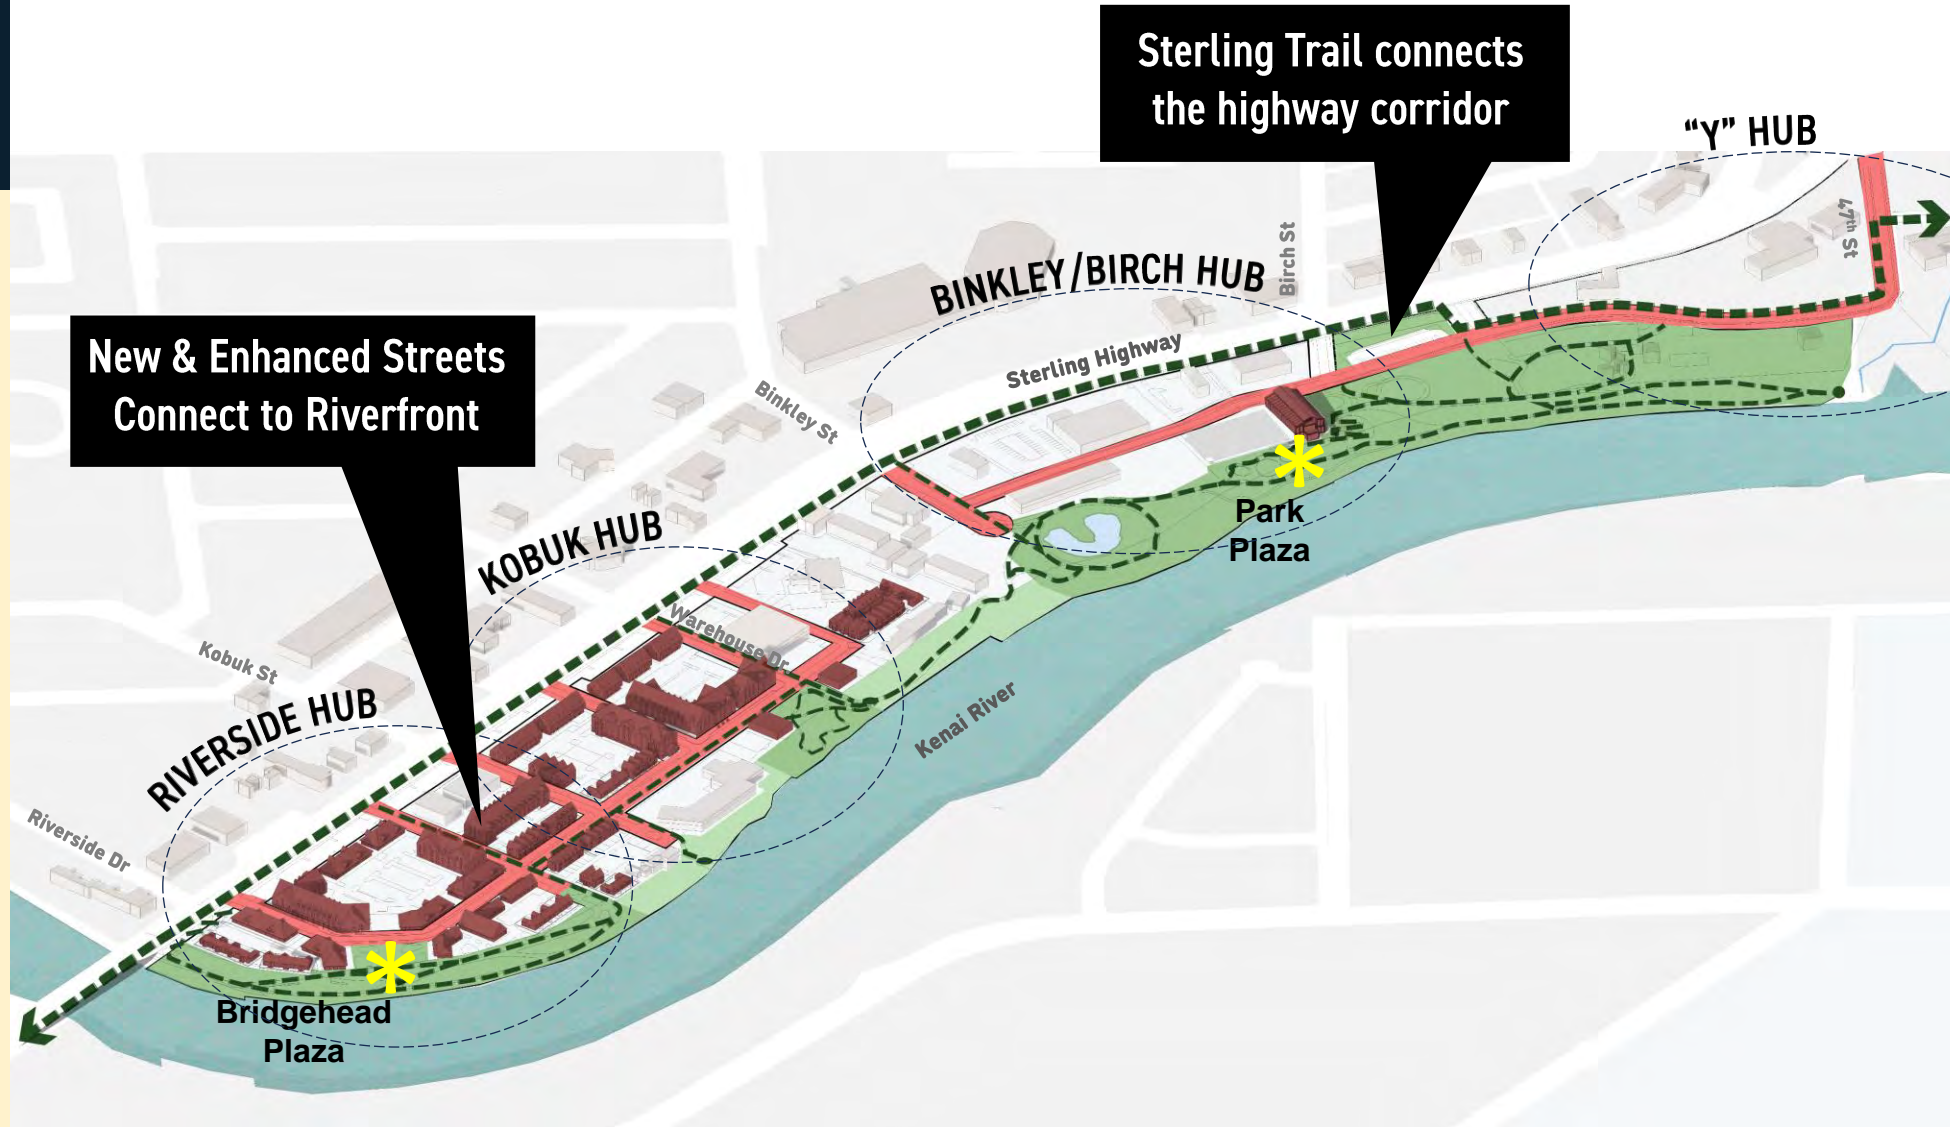 Sterling Trail connects
the highway corridor
“Y” HUB
47th St
Birch St
BINKLEY/BIRCH HUB
Sterling Highway
New & Enhanced Streets
Connect to Riverfront
Binkley St
Park
Plaza
KOBUK HUB
Warehouse Dr
Kobuk St
Kenai River
RIVERSIDE HUB
Riverside Dr
Bridgehead
Plaza